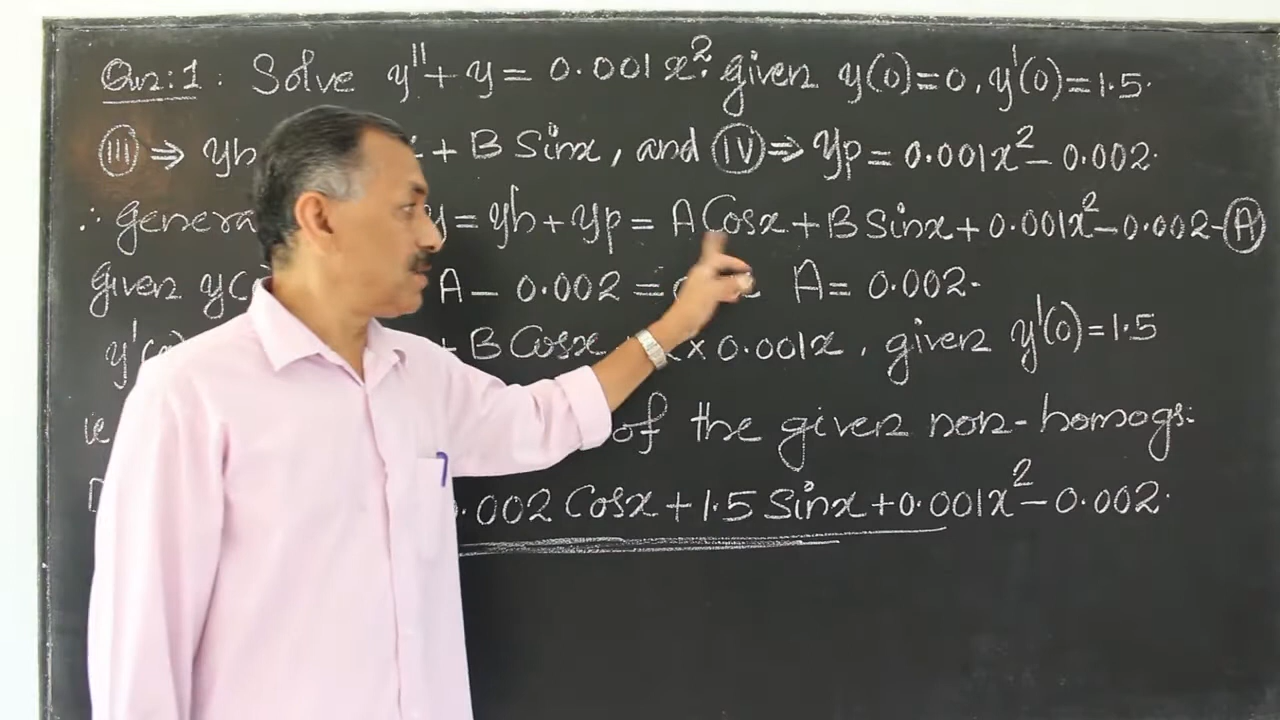 Qn:1: Solve y'' + y = 0.001x². given y(0)=0, y'(0)=1.5.
(III) ⇒ yh + B Sinx, and (IV) ⇒ yp = 0.001x² - 0.002.
∴ genera y = yh + yp = A Cosx + B Sinx + 0.001x² - 0.002 - (A)
given y( A - 0.002 = A = 0.002.
y'( + B Cosx × 0.001x, given y'(0)=1.5
ie of the given non-homogs:
.002 Cosx + 1.5 Sinx + 0.001x² - 0.002.